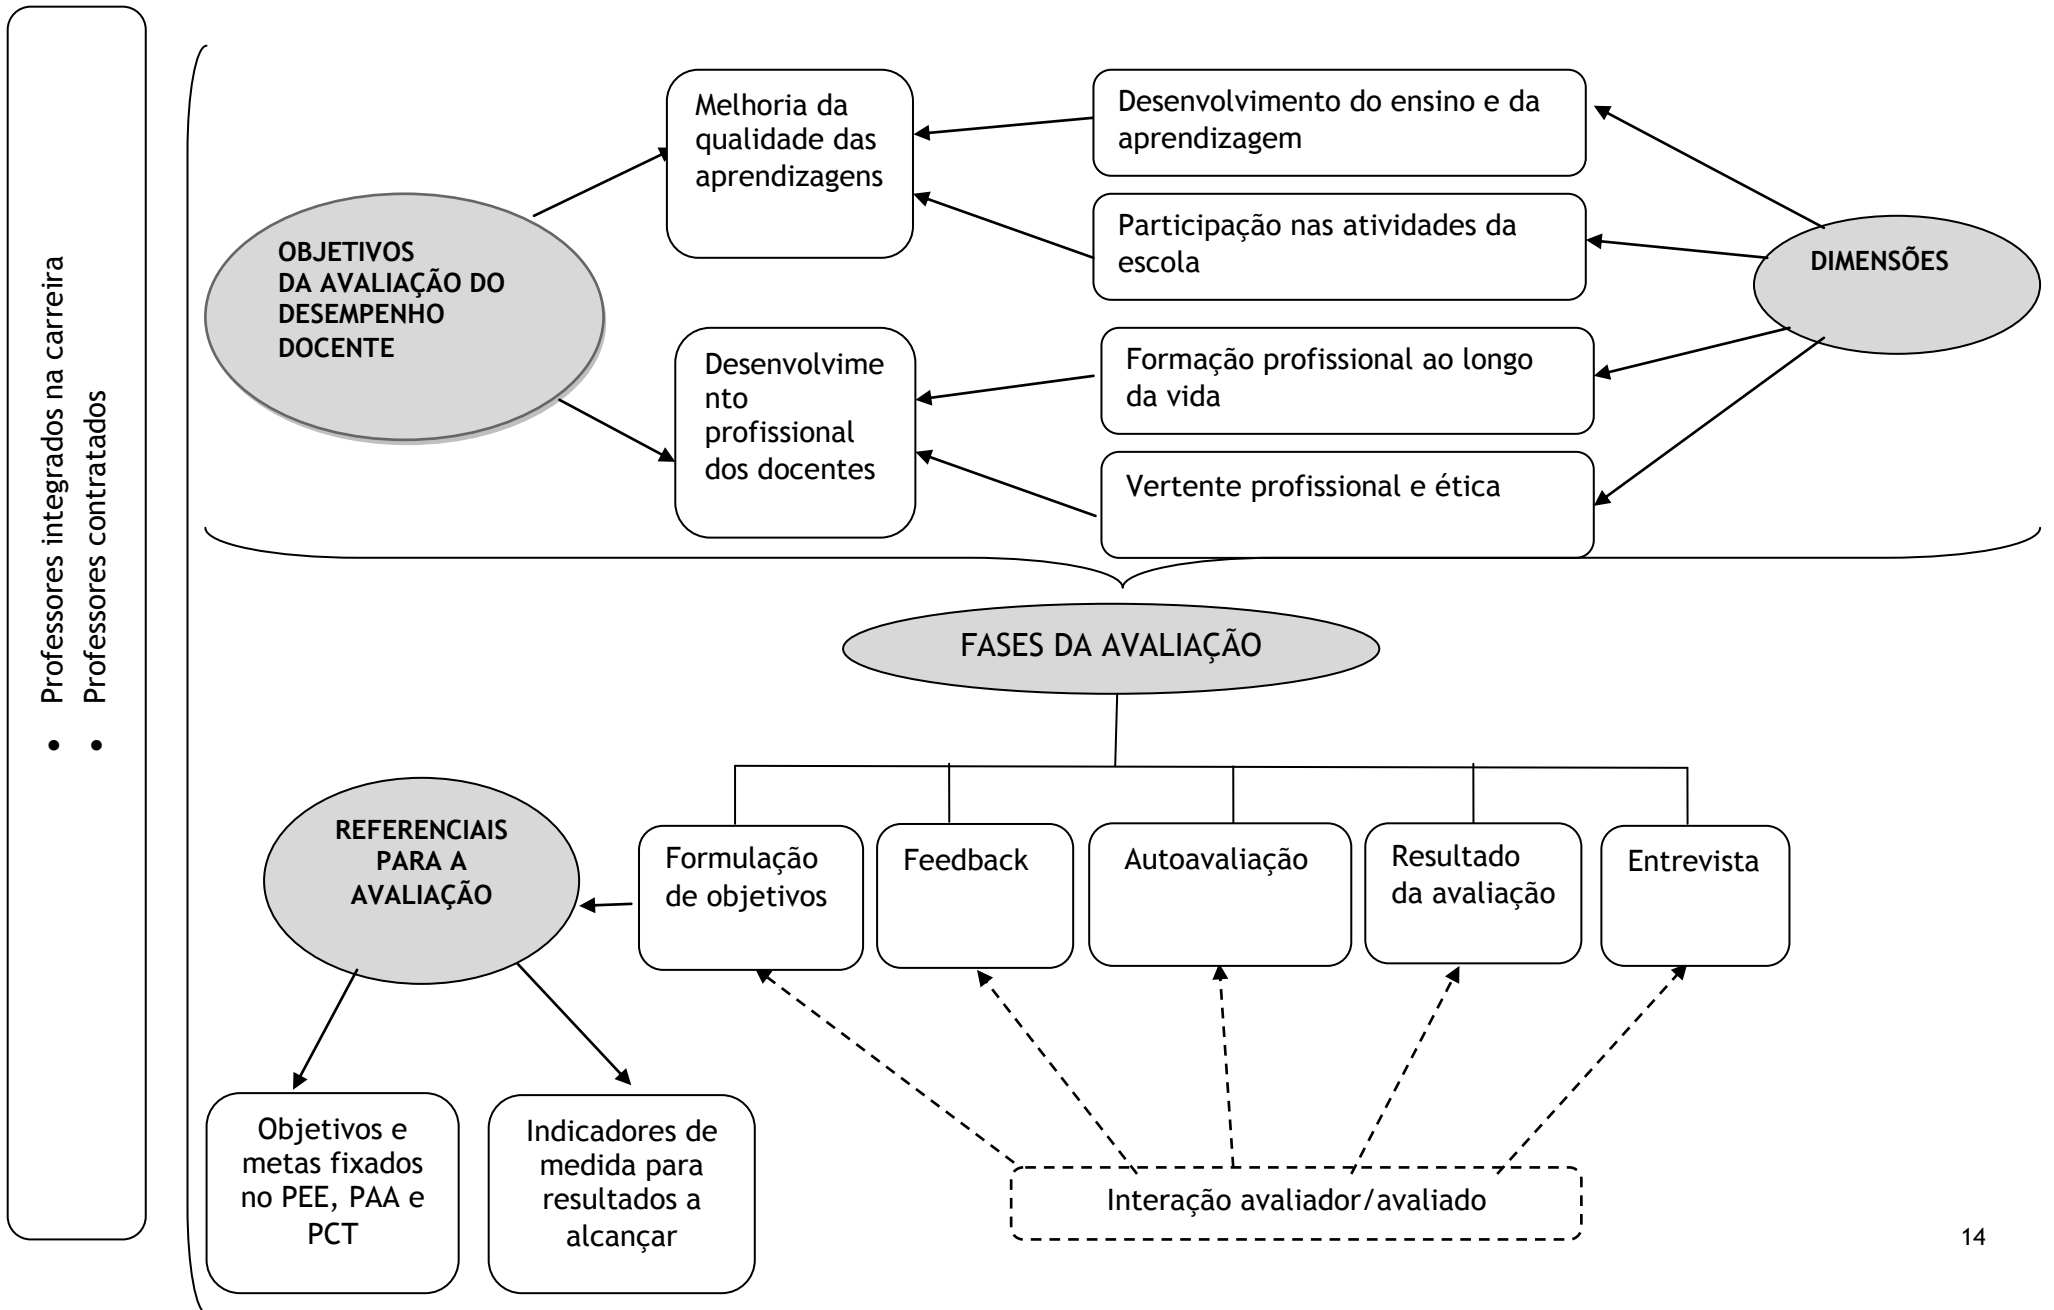 • Professores integrados na carreira
• Professores contratados
OBJETIVOS
DA AVALIAÇÃO DO
DESEMPENHO
DOCENTE
Melhoria da
qualidade das
aprendizagens
Desenvolvime
nto
profissional
dos docentes
Desenvolvimento do ensino e da
aprendizagem
Participação nas atividades da
escola
Formação profissional ao longo
da vida
Vertente profissional e ética
DIMENSÕES
FASES DA AVALIAÇÃO
REFERENCIAIS
PARA A
AVALIAÇÃO
Formulação
de objetivos
Feedback
Autoavaliação
Resultado
da avaliação
Entrevista
Objetivos e
metas fixados
no PEE, PAA e
PCT
Indicadores de
medida para
resultados a
alcançar
Interação avaliador/avaliado
14